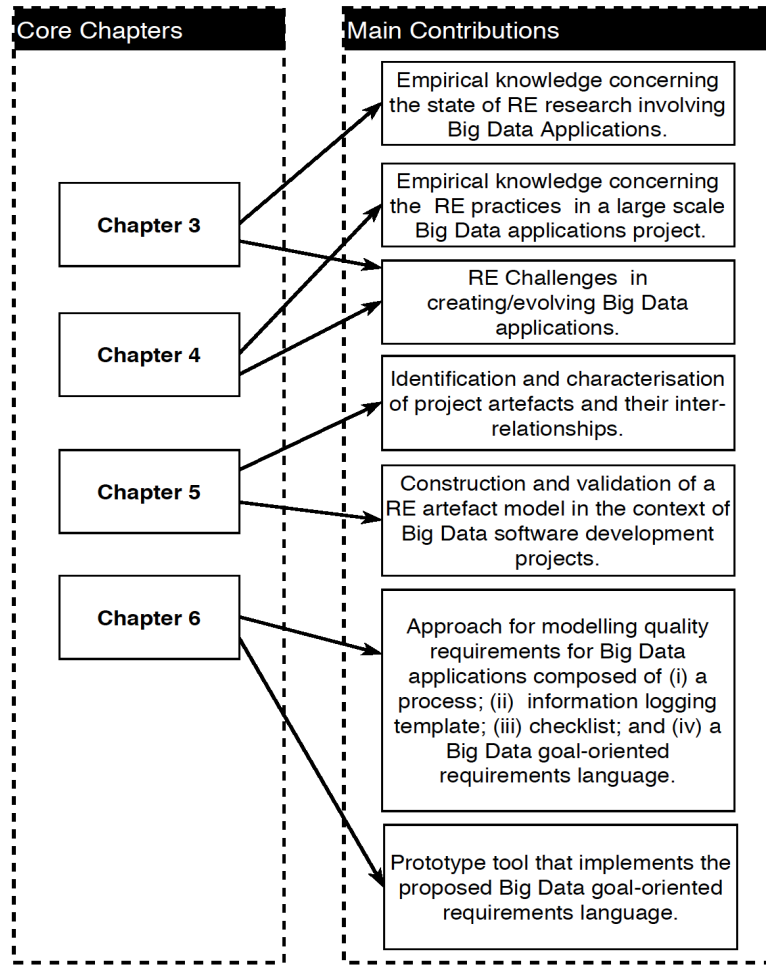 Core Chapters
Main Contributions
Chapter 3
Chapter 4
Chapter 5
Chapter 6
Empirical knowledge concerning
the state of RE research involving
Big Data Applications.
Empirical knowledge concerning
the RE practices in a large scale
Big Data applications project.
RE Challenges in
creating/evolving Big Data
applications.
Identification and characterisation
of project artefacts and their inter-
relationships.
Construction and validation of a
RE artefact model in the context of
Big Data software development
projects.
Approach for modelling quality
requirements for Big Data
applications composed of (i) a
process; (ii) information logging
template; (iii) checklist; and (iv) a
Big Data goal-oriented
requirements language.
Prototype tool that implements the
proposed Big Data goal-oriented
requirements language.